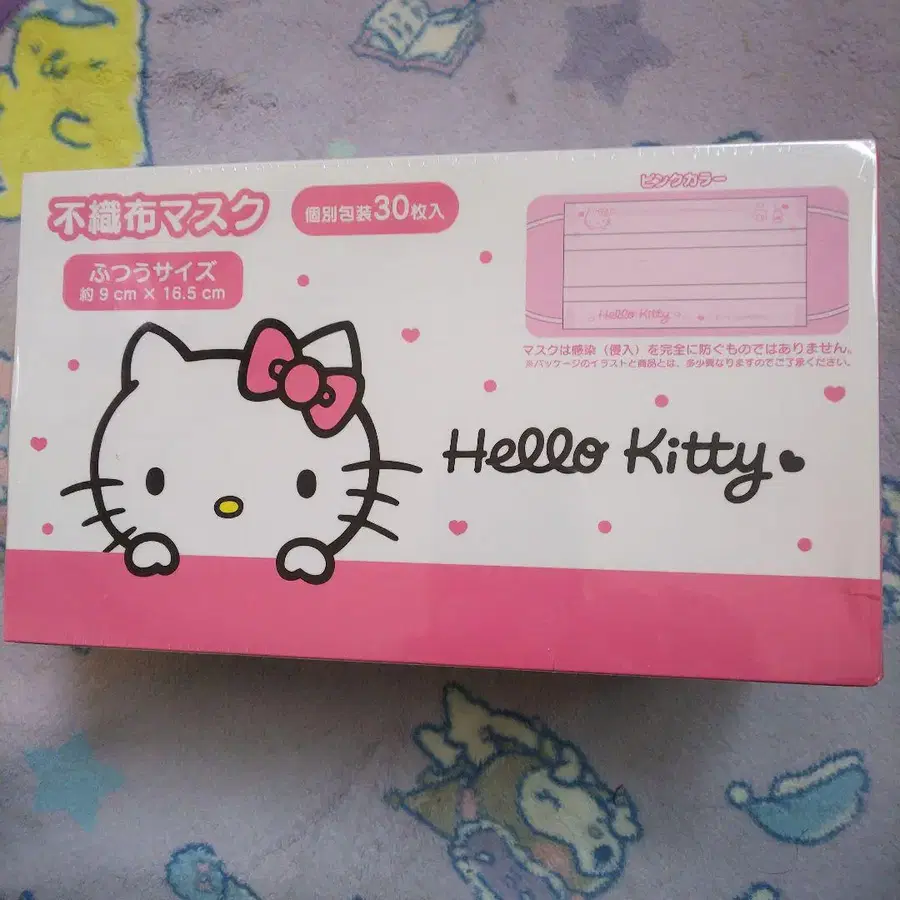 不織布マスク
個別包装30枚入
ふつうサイズ
約 9 cm × 16.5 cm
ピンクカラー
Hello Kitty
マスクは感染（侵入）を完全に防ぐものではありません。
※パッケージのイラストと商品とは、多少異なりますのでご了承ください。
Hello Kitty